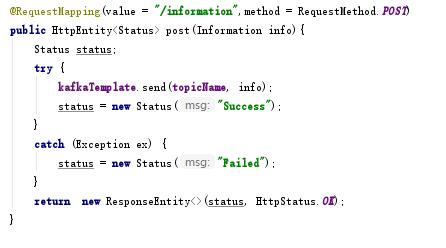 @RequestMapping(value = "/information",method = RequestMethod.POST)
public HttpEntity<Status> post(Information info){
Status status;
try {
kafkaTemplate.send(topicName, info);
status = new Status( msg: "Success");
}
catch (Exception ex) {
status = new Status( msg: "Failed");
}
return new ResponseEntity<>(status, HttpStatus.OK);
}